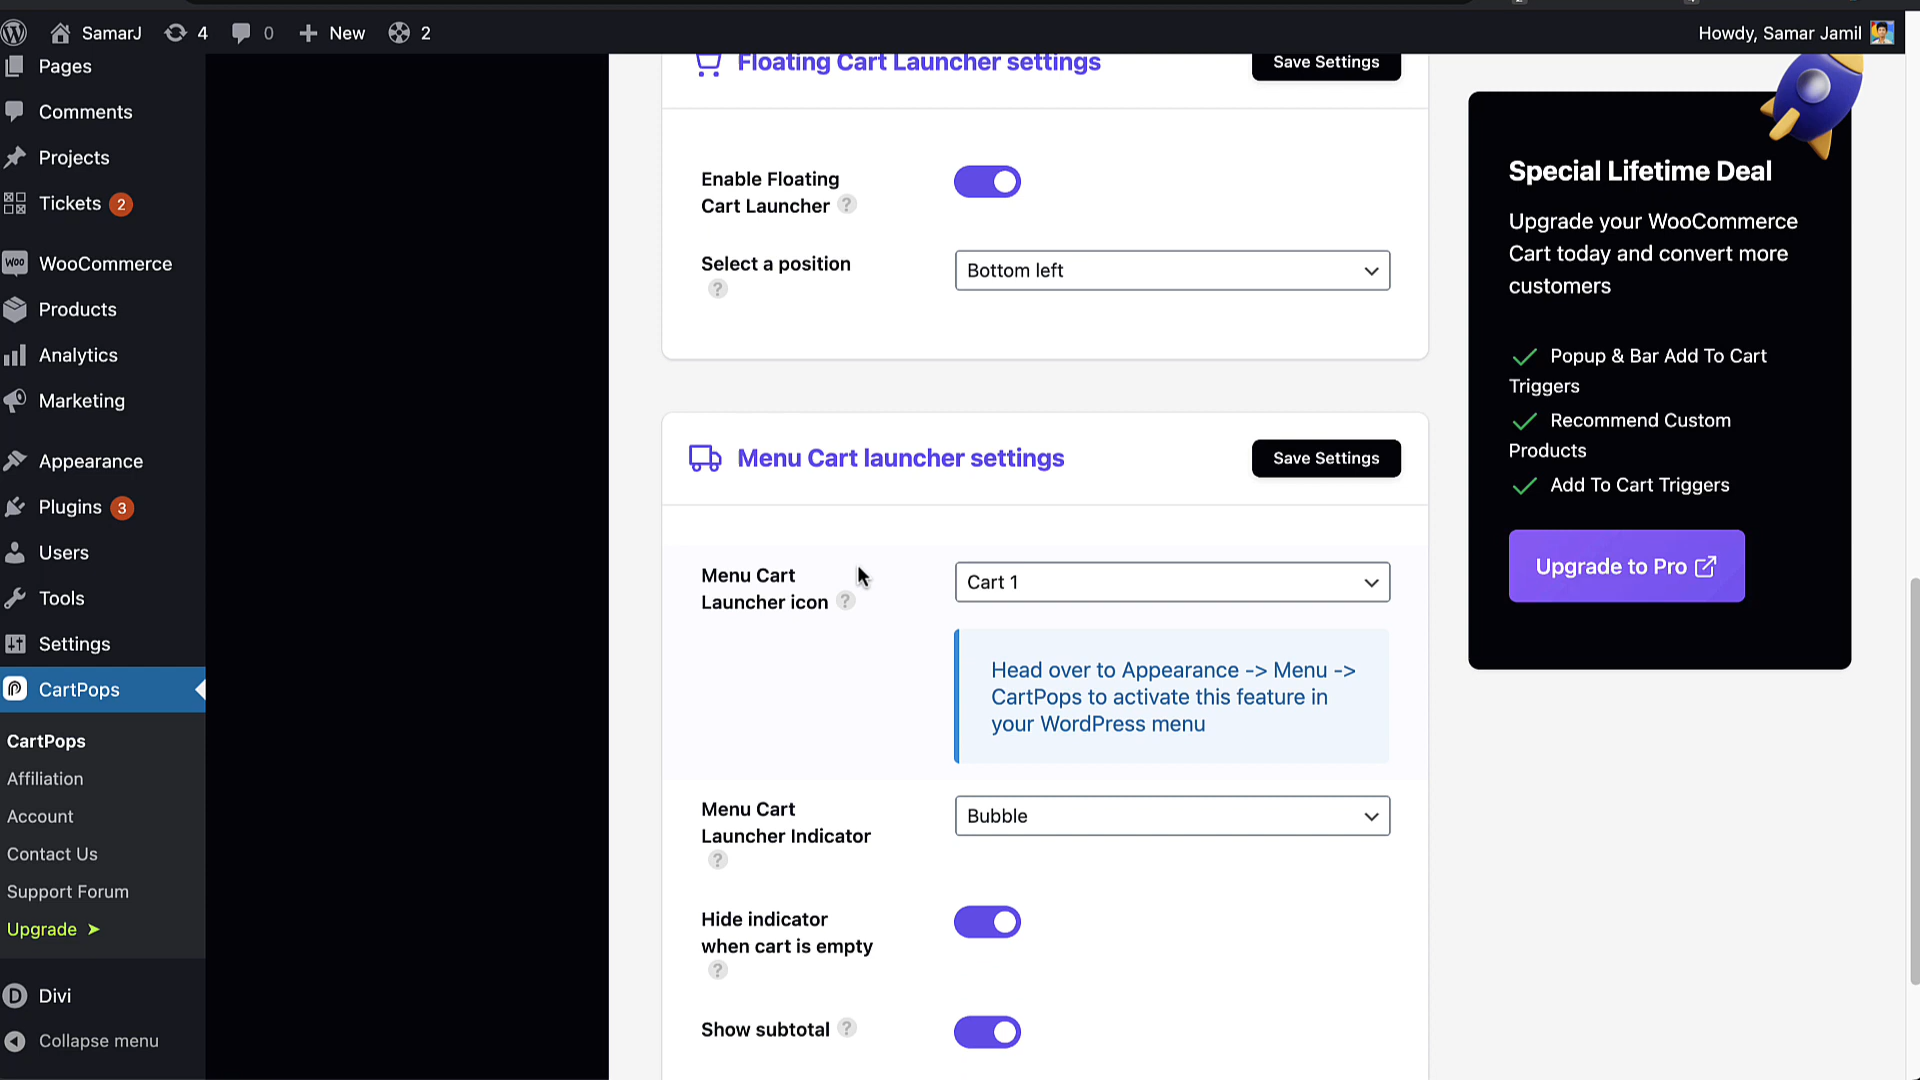 SamarJ
4
0
New
2
Howdy, Samar Jamil
Pages
Comments
Projects
Tickets 2
WooCommerce
Products
Analytics
Marketing
Appearance
Plugins 3
Users
Tools
Settings
CartPops
CartPops
Affiliation
Account
Contact Us
Support Forum
Upgrade ➤
Divi
Collapse menu
Floating Cart Launcher settings
Save Settings
Enable Floating
Cart Launcher ?
Select a position
?
Bottom left
Menu Cart launcher settings
Save Settings
Menu Cart
Launcher icon ?
Cart 1
Head over to Appearance -> Menu ->
CartPops to activate this feature in
your WordPress menu
Menu Cart
Launcher Indicator
?
Bubble
Hide indicator
when cart is empty
?
Show subtotal ?
Special Lifetime Deal
Upgrade your WooCommerce
Cart today and convert more
customers
Popup & Bar Add To Cart
Triggers
Recommend Custom
Products
Add To Cart Triggers
Upgrade to Pro